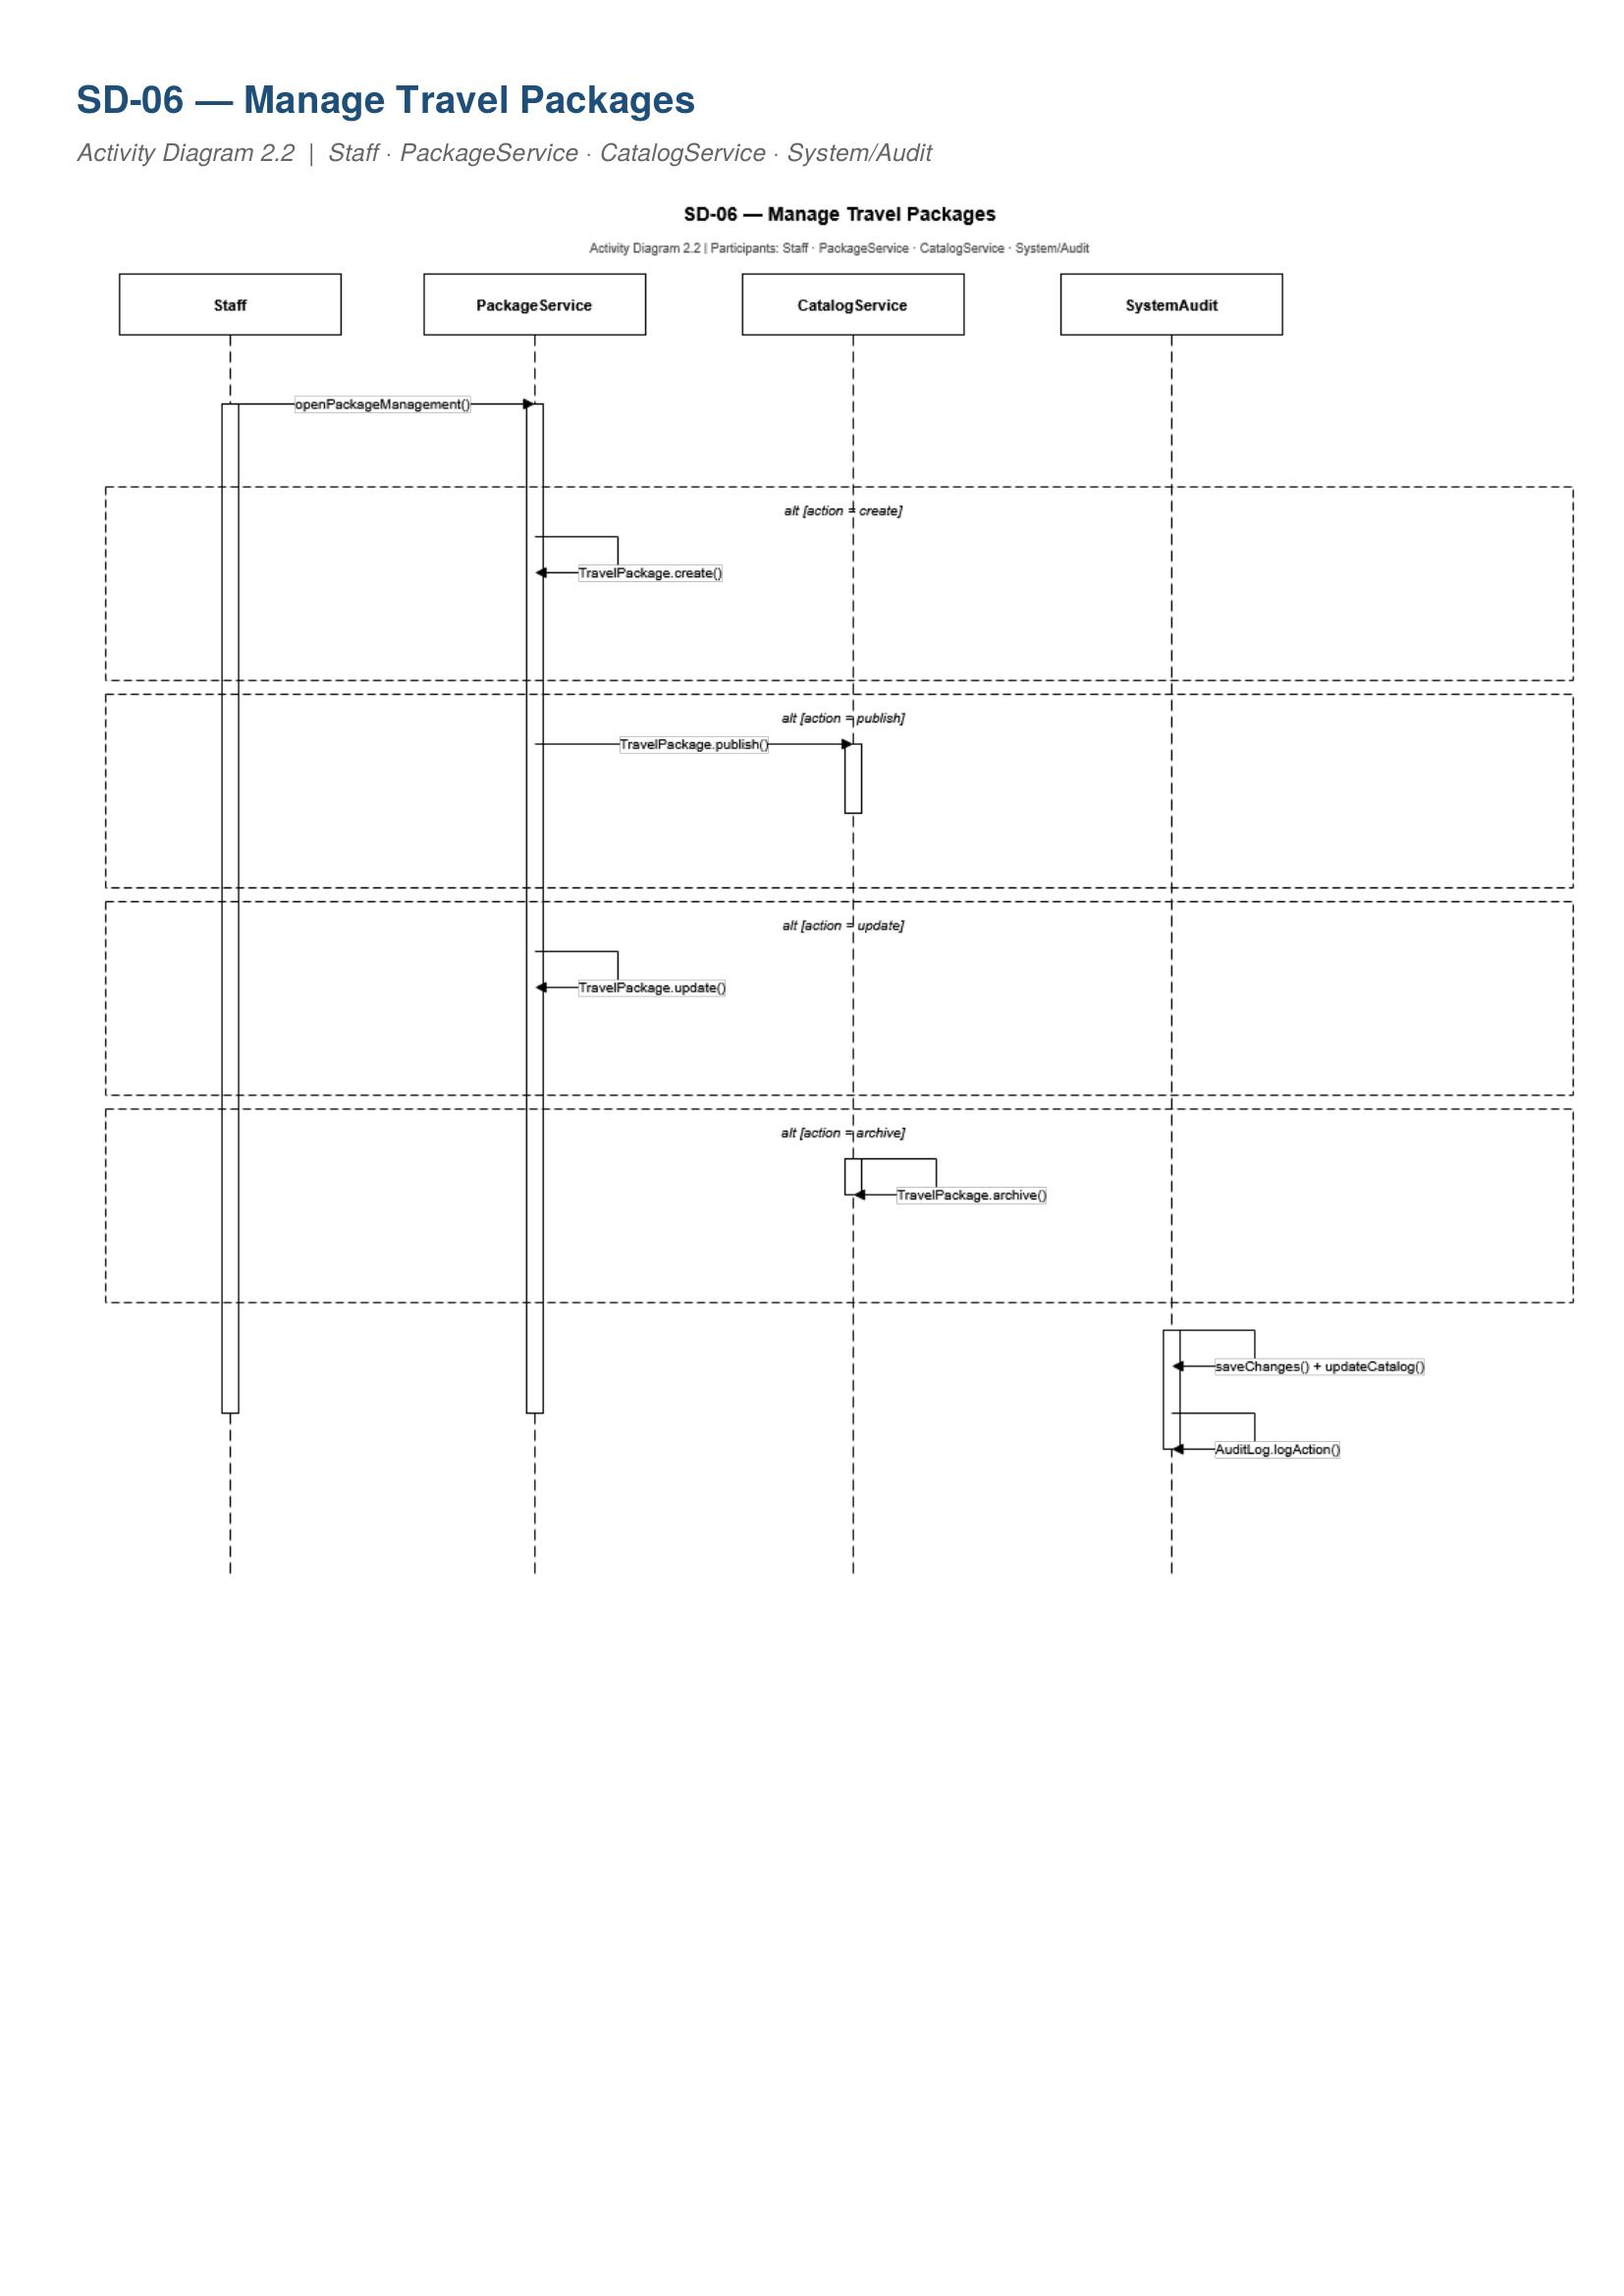 SD-06 — Manage Travel Packages
Activity Diagram 2.2 | Staff · PackageService · CatalogService · System/Audit
SD-06 — Manage Travel Packages
Activity Diagram 2.2 | Participants: Staff · PackageService · CatalogService · System/Audit
Staff
PackageService
CatalogService
SystemAudit
openPackageManagement()
alt [action = create]
TravelPackage.create()
alt [action = publish]
TravelPackage.publish()
alt [action = update]
TravelPackage.update()
alt [action = archive]
TravelPackage.archive()
saveChanges() + updateCatalog()
AuditLog.logAction()